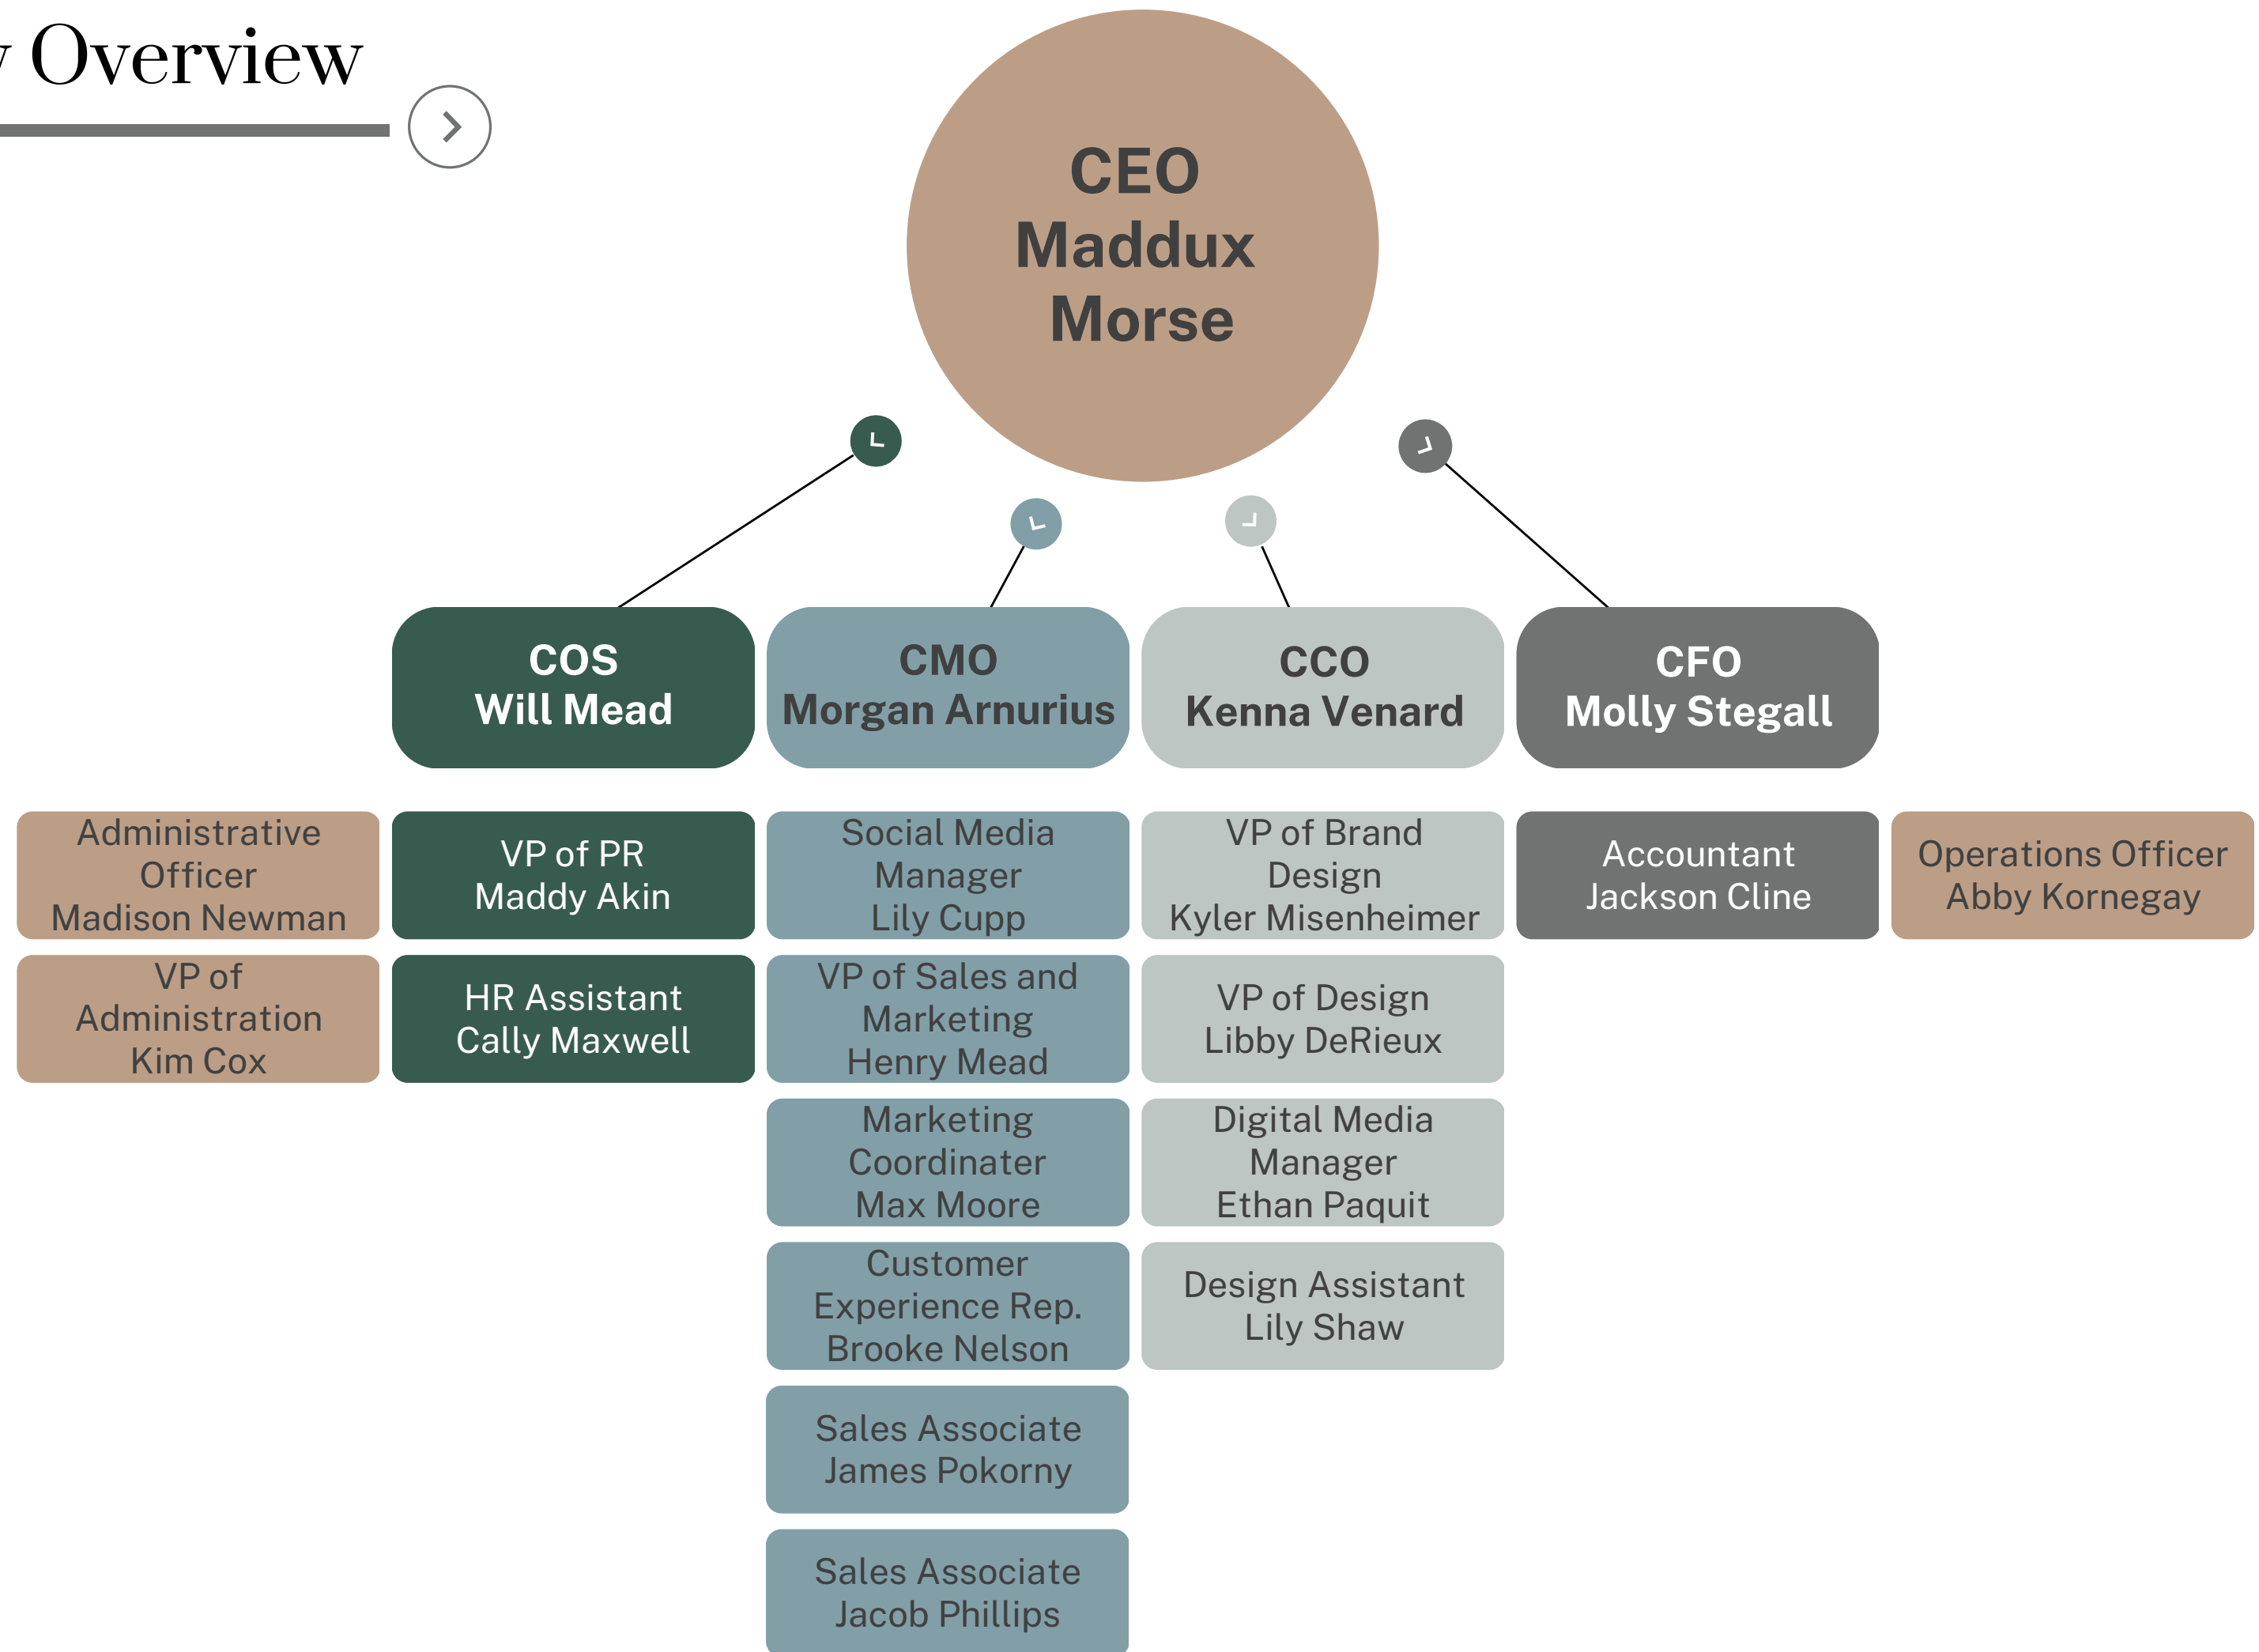 y Overview
CEO
Maddux
Morse
COS
Will Mead
CMO
Morgan Arnurius
CCO
Kenna Venard
CFO
Molly Stegall
Administrative
Officer
Madison Newman
VP of
Administration
Kim Cox
VP of PR
Maddy Akin
HR Assistant
Cally Maxwell
Social Media
Manager
Lily Cupp
VP of Sales and
Marketing
Henry Mead
Marketing
Coordinater
Max Moore
Customer
Experience Rep.
Brooke Nelson
Sales Associate
James Pokorny
Sales Associate
Jacob Phillips
VP of Brand
Design
Kyler Misenheimer
VP of Design
Libby DeRieux
Digital Media
Manager
Ethan Paquit
Design Assistant
Lily Shaw
Accountant
Jackson Cline
Operations Officer
Abby Kornegay